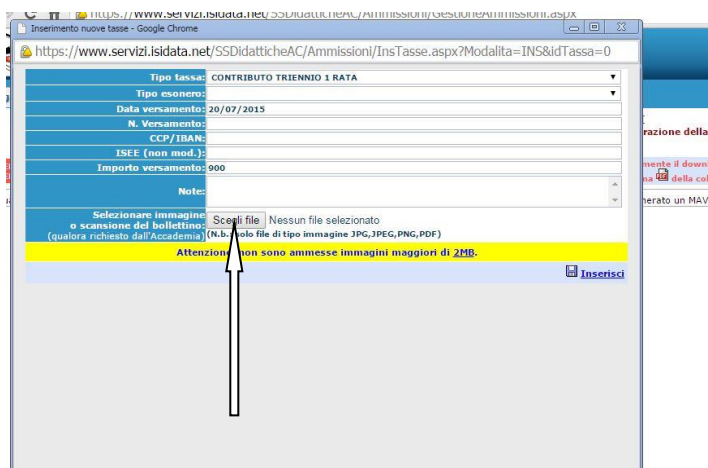 https://www.servizi.isidata.net/SSDidatticheAC/Ammissioni/GestioneAmmissioni.aspx
Inserimento nuove tasse - Google Chrome
https://www.servizi.isidata.net/SSDidatticheAC/Ammissioni/InsTasse.aspx?Modalita=INS&idTassa=0
Tipo tassa: CONTRIBUTO TRIENNIO 1 RATA
Tipo esonero:
Data versamento: 20/07/2015
N. Versamento:
CCP/IBAN:
ISEE (non mod.):
Importo versamento: 900
Note:
Selezionare immagine
o scansione del bollettino:
(qualora richiesto dall'Accademia)
Scegli file Nessun file selezionato
(N.b.: solo file di tipo immagine JPG,JPEG,PNG,PDF)
Attenzione non sono ammesse immagini maggiori di 2MB.
Inserisci
razione della
mente il down
na della col
nerato un MAV